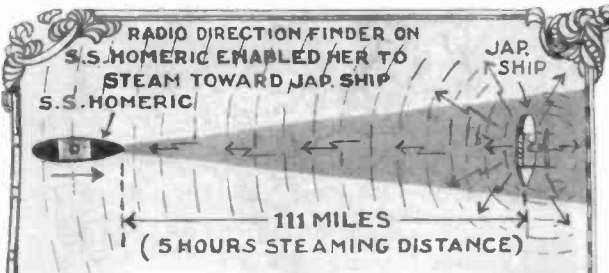 RADIO DIRECTION FINDER ON
S.S. HOMERIC ENABLED HER TO
STEAM TOWARD JAP. SHIP
S.S. HOMERIC
JAP.
SHIP
111 MILES
(5 HOURS STEAMING DISTANCE)